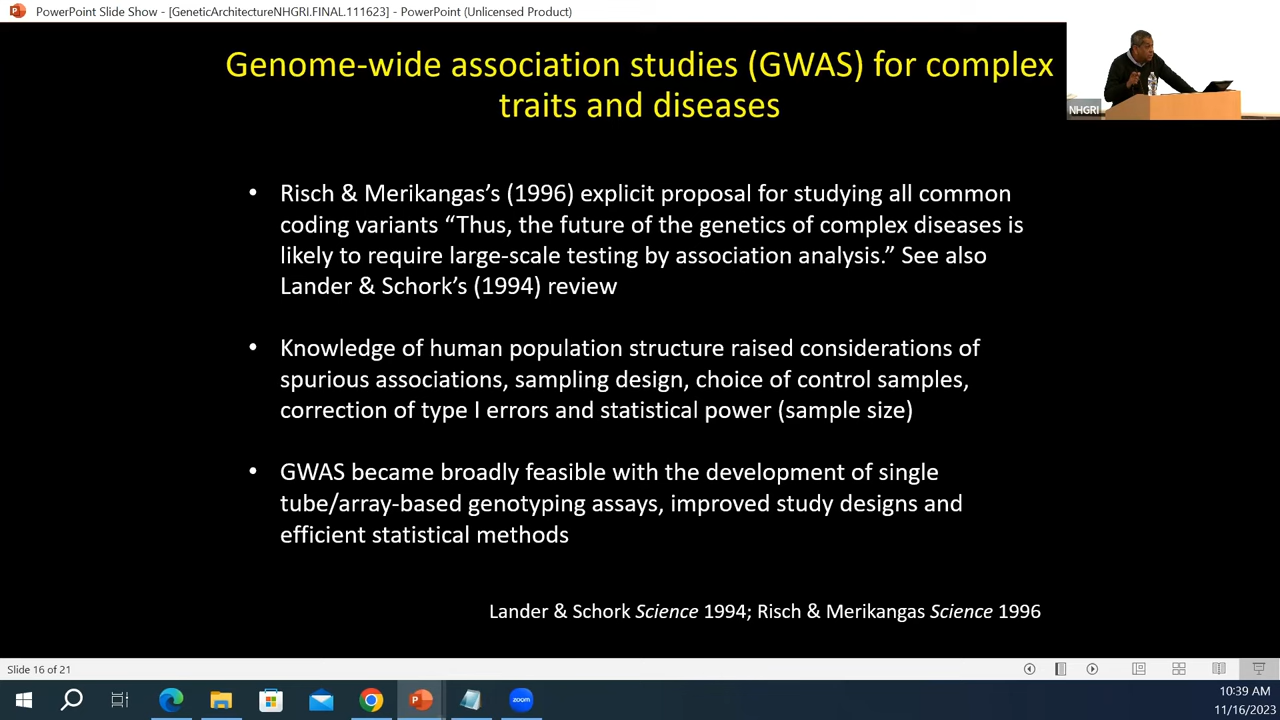 PowerPoint Slide Show - [GeneticArchitectureNHGRI.FINAL.111623] - PowerPoint (Unlicensed Product)
Genome-wide association studies (GWAS) for complex
traits and diseases
NHGRI
• Risch & Merikangas’s (1996) explicit proposal for studying all common
coding variants “Thus, the future of the genetics of complex diseases is
likely to require large-scale testing by association analysis.” See also
Lander & Schork’s (1994) review
• Knowledge of human population structure raised considerations of
spurious associations, sampling design, choice of control samples,
correction of type I errors and statistical power (sample size)
• GWAS became broadly feasible with the development of single
tube/array-based genotyping assays, improved study designs and
efficient statistical methods
Lander & Schork Science 1994; Risch & Merikangas Science 1996
Slide 16 of 21
zoom
10:39 AM
11/16/2023